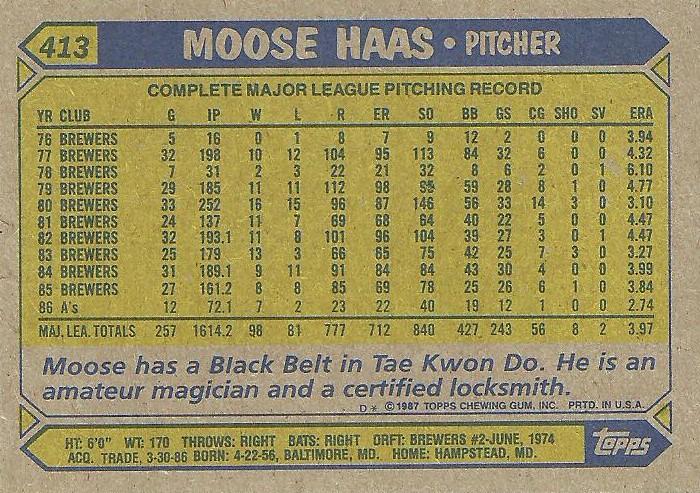 413 MOOSE HAAS • PITCHER
COMPLETE MAJOR LEAGUE PITCHING RECORD
YR CLUB G IP W L R ER SO BB GS CG SHO SV ERA
76 BREWERS 5 16 0 1 8 7 9 12 2 0 0 0 3.94
77 BREWERS 32 198 10 12 104 95 113 84 32 6 0 0 4.32
78 BREWERS 7 31 2 3 22 21 32 8 6 2 0 1 6.10
79 BREWERS 29 185 11 11 112 98 95 59 28 8 1 0 4.77
80 BREWERS 33 252 16 15 96 87 146 56 33 14 3 0 3.10
81 BREWERS 24 137 11 7 69 68 64 40 22 5 0 0 4.47
82 BREWERS 32 193.1 11 8 101 96 104 39 27 3 0 1 4.47
83 BREWERS 25 179 13 3 66 65 75 42 25 7 3 0 3.27
84 BREWERS 31 189.1 9 11 91 84 84 43 30 4 0 0 3.99
85 BREWERS 27 161.2 8 8 85 69 78 25 26 6 1 0 3.84
86 A's 12 72.1 7 2 23 22 40 19 12 1 0 0 2.74
MAJ. LEA. TOTALS 257 1614.2 98 81 777 712 840 427 243 56 8 2 3.97
Moose has a Black Belt in Tae Kwon Do. He is an
amateur magician and a certified locksmith.
D* © 1987 TOPPS CHEWING GUM, INC. PRTD. IN U.S.A.
HT: 6'0" WT: 170 THROWS: RIGHT BATS: RIGHT DRFT: BREWERS #2-JUNE, 1974
ACQ. TRADE, 3-30-86 BORN: 4-22-56, BALTIMORE, MD. HOME: HAMPSTEAD, MD.
TOPPS